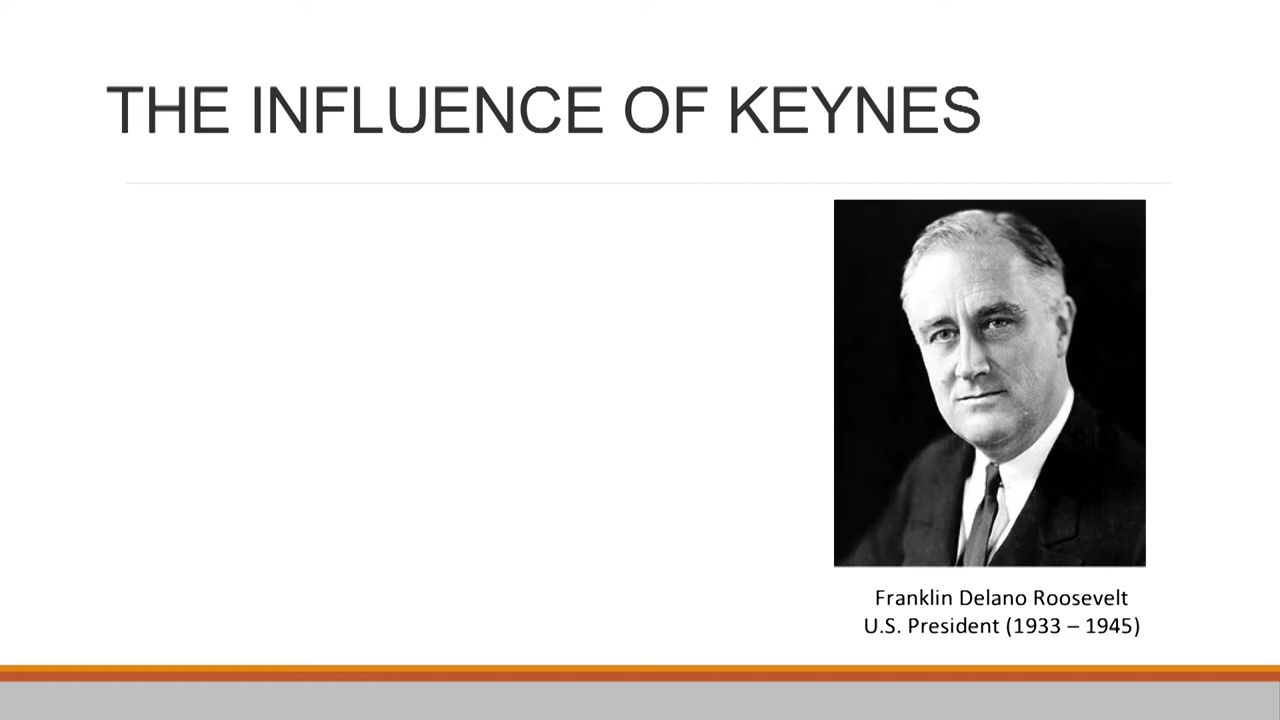 THE INFLUENCE OF KEYNES
Franklin Delano Roosevelt
U.S. President (1933 – 1945)